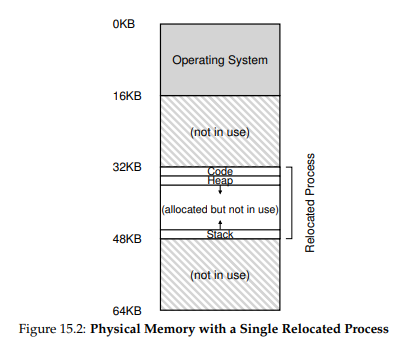 0KB
Operating System
16KB
(not in use)
32KB
Code
Heap
(allocated but not in use)
Stack
48KB
Relocated Process
(not in use)
64KB
Figure 15.2: Physical Memory with a Single Relocated Process